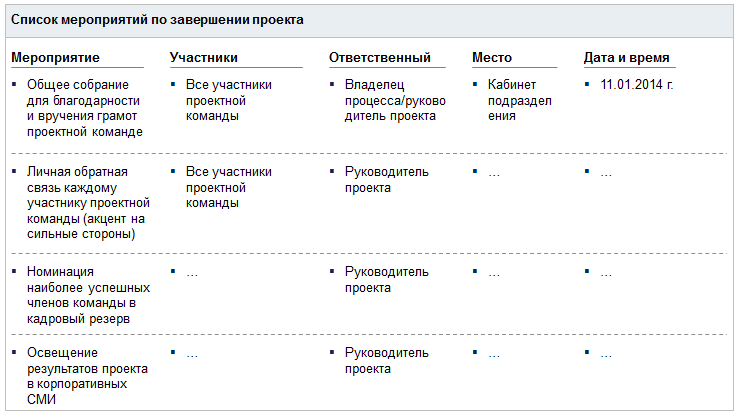 Список мероприятий по завершении проекта
Мероприятие
Участники
Ответственный
Место
Дата и время
Общее собрание
для благодарности
и вручения грамот
проектной команде
Все участники
проектной
команды
Владелец
процесса/руково
дитель проекта
Кабинет
подраздел
ения
11.01.2014 г.
Личная обратная
связь каждому
участнику проектной
команды (акцент на
сильные стороны)
Все участники
проектной
команды
Руководитель
проекта
...
...
Номинация
наиболее успешных
членов команды в
кадровый резерв
...
Руководитель
проекта
...
...
Освещение
результатов проекта
в корпоративных
СМИ
...
Руководитель
проекта
...
...